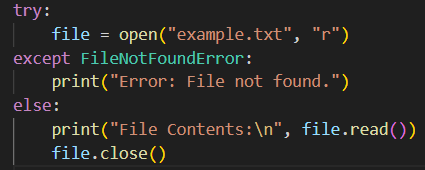 try:
    file = open("example.txt", "r")
except FileNotFoundError:
    print("Error: File not found.")
else:
    print("File Contents:\n", file.read())
    file.close()